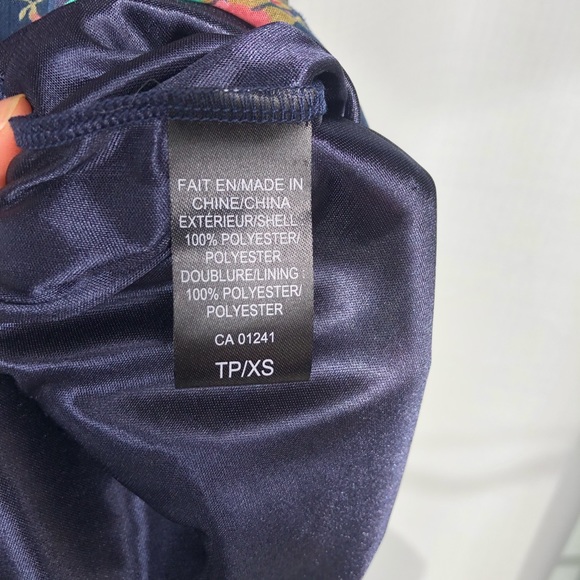 FAIT EN/MADE IN
CHINE/CHINA
EXTÉRIEUR/SHELL:
100% POLYESTER/
POLYESTER
DOUBLURE/LINING :
100% POLYESTER/
POLYESTER
CA 01241
TP/XS